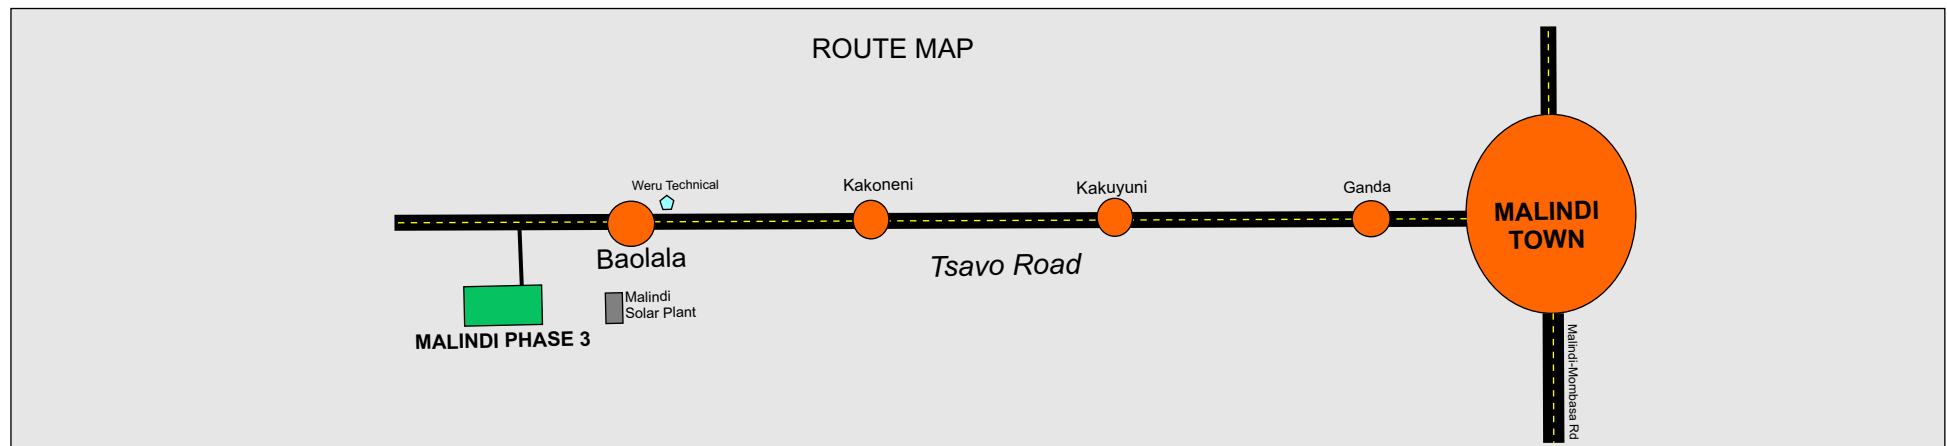 ROUTE MAP
Weru Technical
Kakoneni
Kakuyuni
Ganda
MALINDI
TOWN
Baolala
Tsavo Road
Malindi
Solar Plant
MALINDI PHASE 3
Malindi-Mombasa Rd